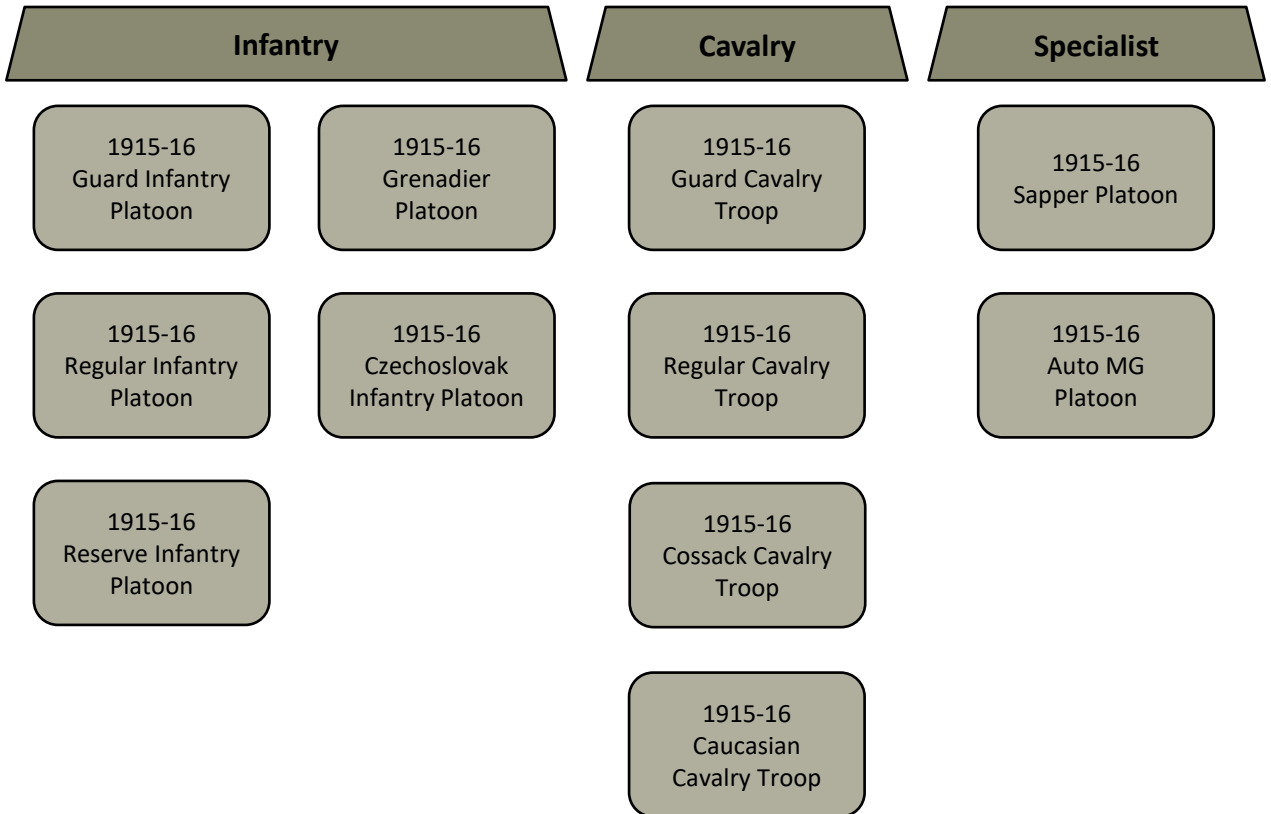 Infantry
1915-16
Guard Infantry
Platoon
1915-16
Grenadier
Platoon
1915-16
Regular Infantry
Platoon
1915-16
Czechoslovak
Infantry Platoon
1915-16
Reserve Infantry
Platoon
Cavalry
1915-16
Guard Cavalry
Troop
1915-16
Regular Cavalry
Troop
1915-16
Cossack Cavalry
Troop
1915-16
Caucasian
Cavalry Troop
Specialist
1915-16
Sapper Platoon
1915-16
Auto MG
Platoon